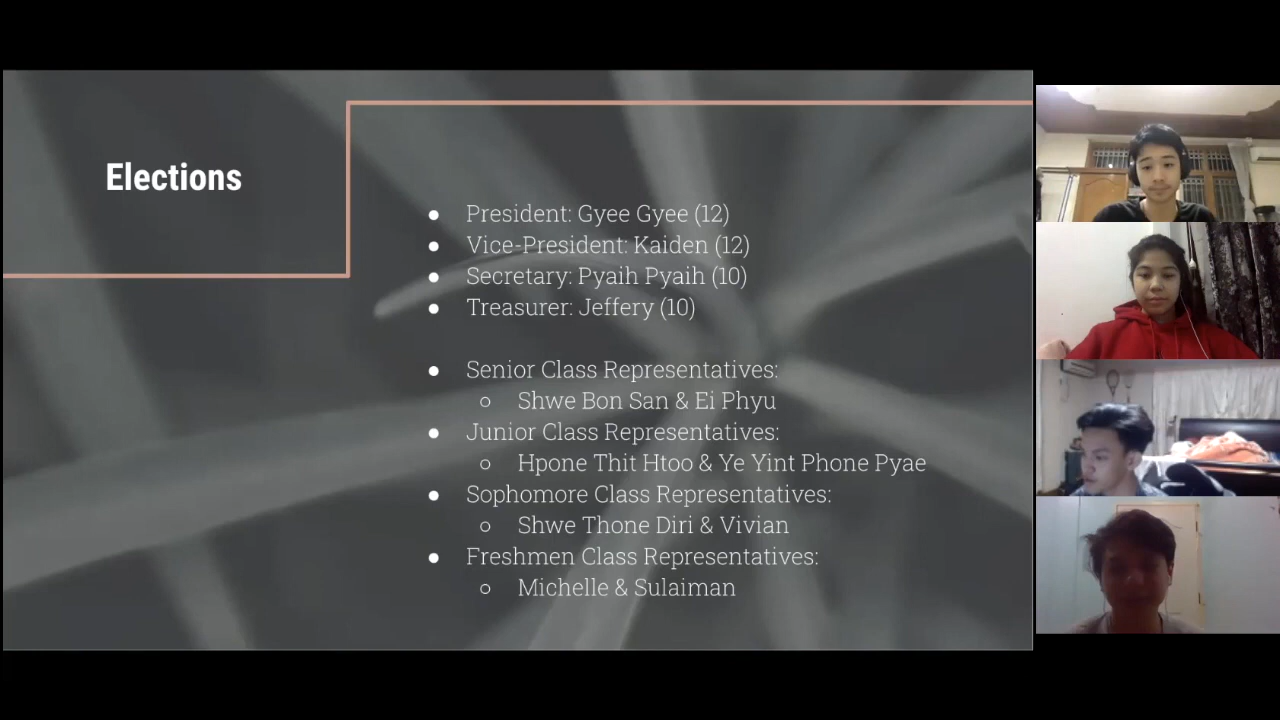 Elections
● President: Gyee Gyee (12)
● Vice-President: Kaiden (12)
● Secretary: Pyaih Pyaih (10)
● Treasurer: Jeffery (10)
● Senior Class Representatives:
○ Shwe Bon San & Ei Phyu
● Junior Class Representatives:
○ Hpone Thit Htoo & Ye Yint Phone Pyae
● Sophomore Class Representatives:
○ Shwe Thone Diri & Vivian
● Freshmen Class Representatives:
○ Michelle & Sulaiman